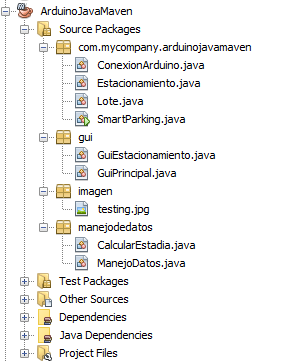 ArduinoJavaMaven
Source Packages
com.mycompany.arduinojavamaven
ConexionArduino.java
Estacionamiento.java
Lote.java
SmartParking.java
gui
GuiEstacionamiento.java
GuiPrincipal.java
imagen
testing.jpg
manejodedatos
CalcularEstadia.java
ManejoDatos.java
Test Packages
Other Sources
Dependencies
Java Dependencies
Project Files